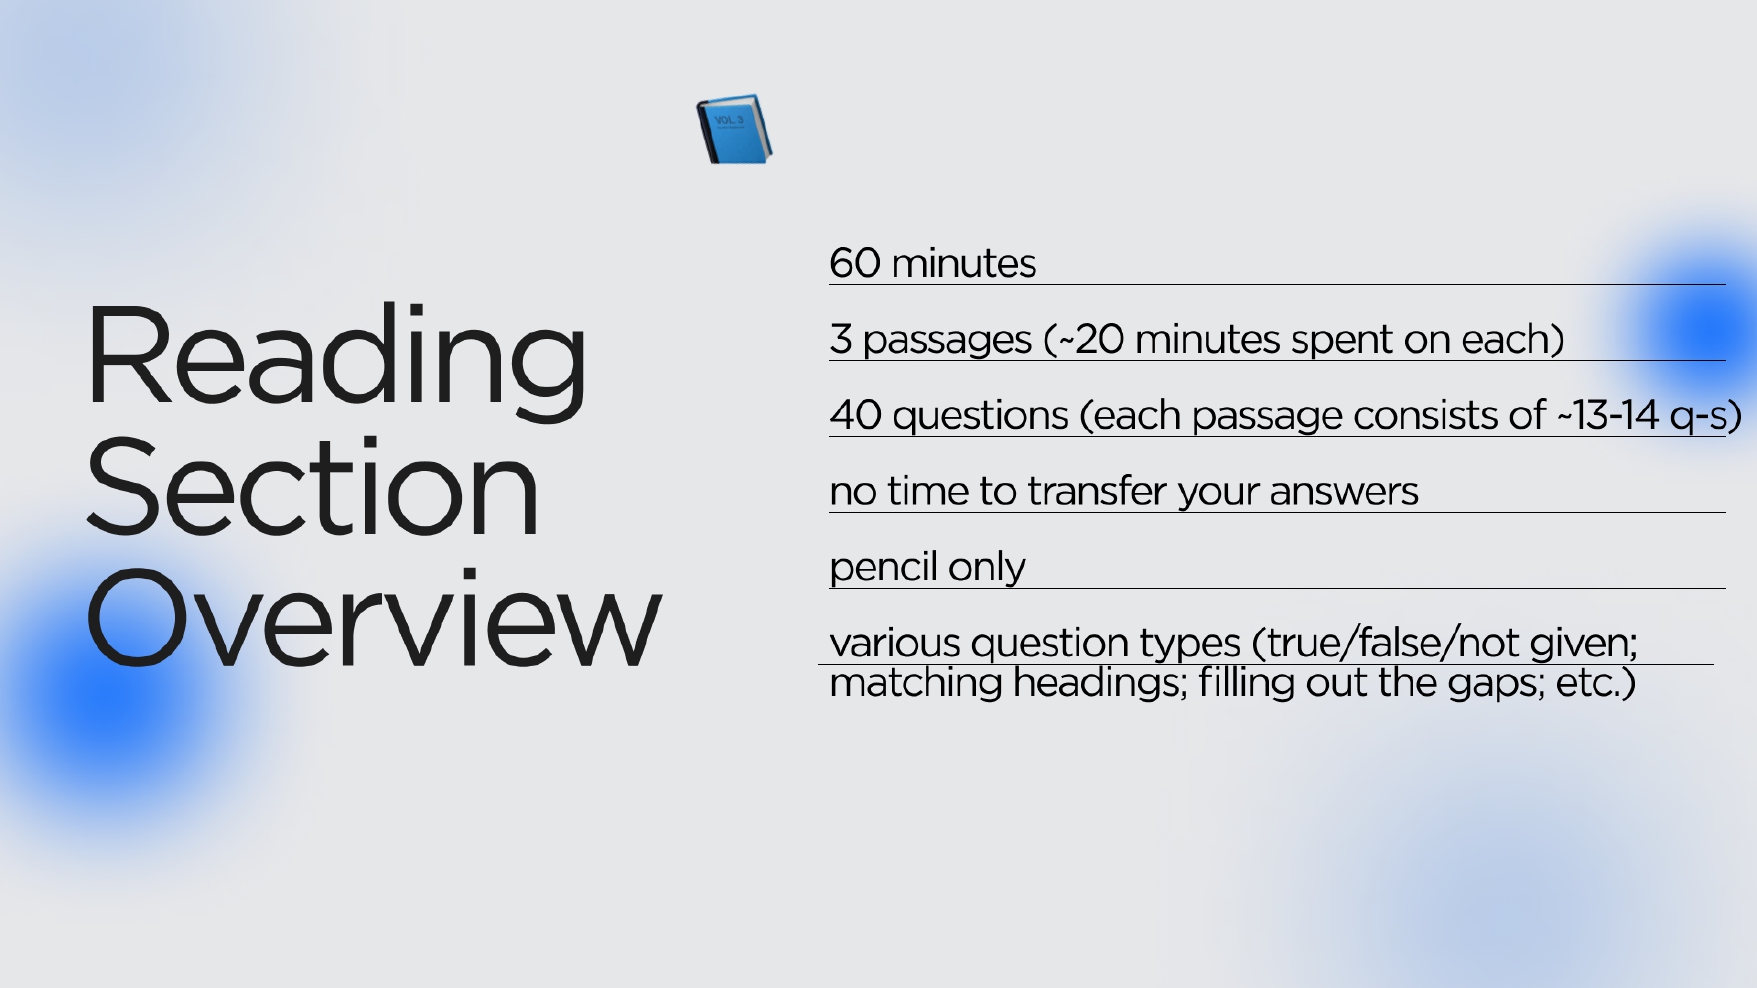 VOL. 3
Reading
Section
Overview
60 minutes
3 passages (~20 minutes spent on each)
40 questions (each passage consists of ~13-14 q-s)
no time to transfer your answers
pencil only
various question types (true/false/not given;
matching headings; filling out the gaps; etc.)